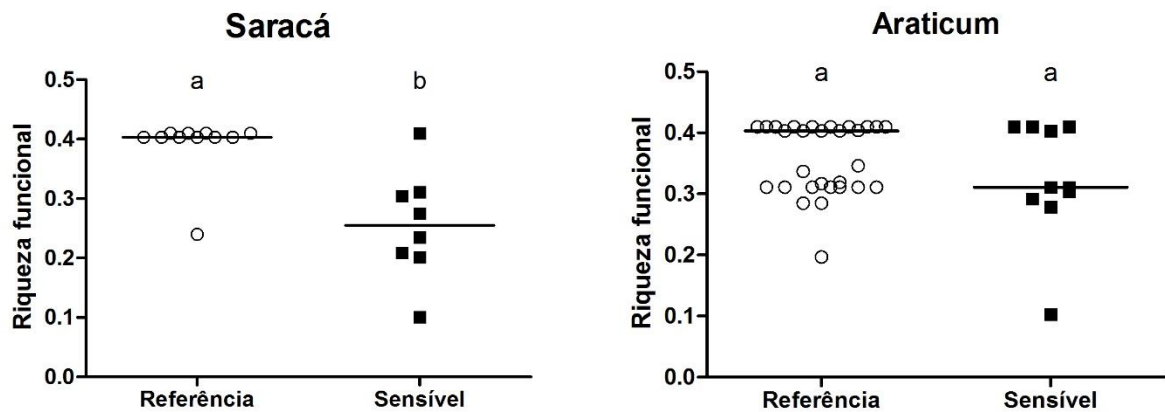 Saracá
a b
Riqueza funcional
0.5
0.4
0.3
0.2
0.1
0.0
Referência Sensível
Araticum
a a
Riqueza funcional
0.5
0.4
0.3
0.2
0.1
0.0
Referência Sensível